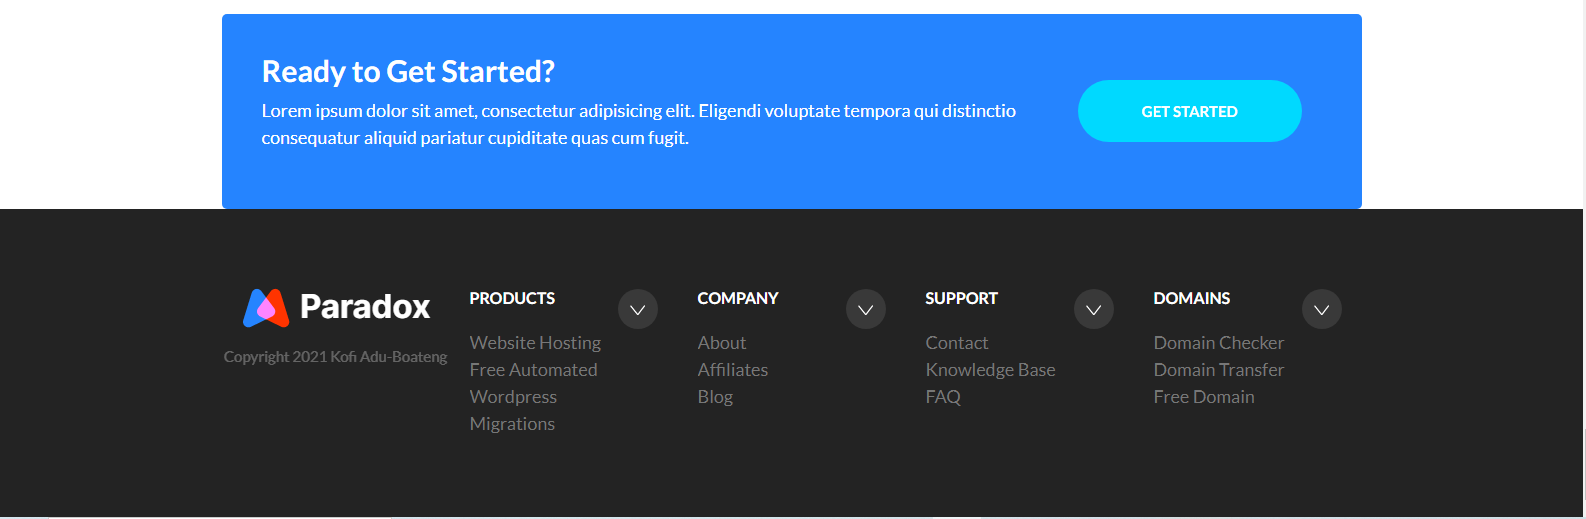 Ready to Get Started?
Lorem ipsum dolor sit amet, consectetur adipisicing elit. Eligendi voluptate tempora qui distinctio
consequatur aliquid pariatur cupiditate quas cum fugit.
GET STARTED
Paradox
Copyright 2021 Kofi Adu-Boateng
PRODUCTS
Website Hosting
Free Automated
Wordpress
Migrations
COMPANY
About
Affiliates
Blog
SUPPORT
Contact
Knowledge Base
FAQ
DOMAINS
Domain Checker
Domain Transfer
Free Domain